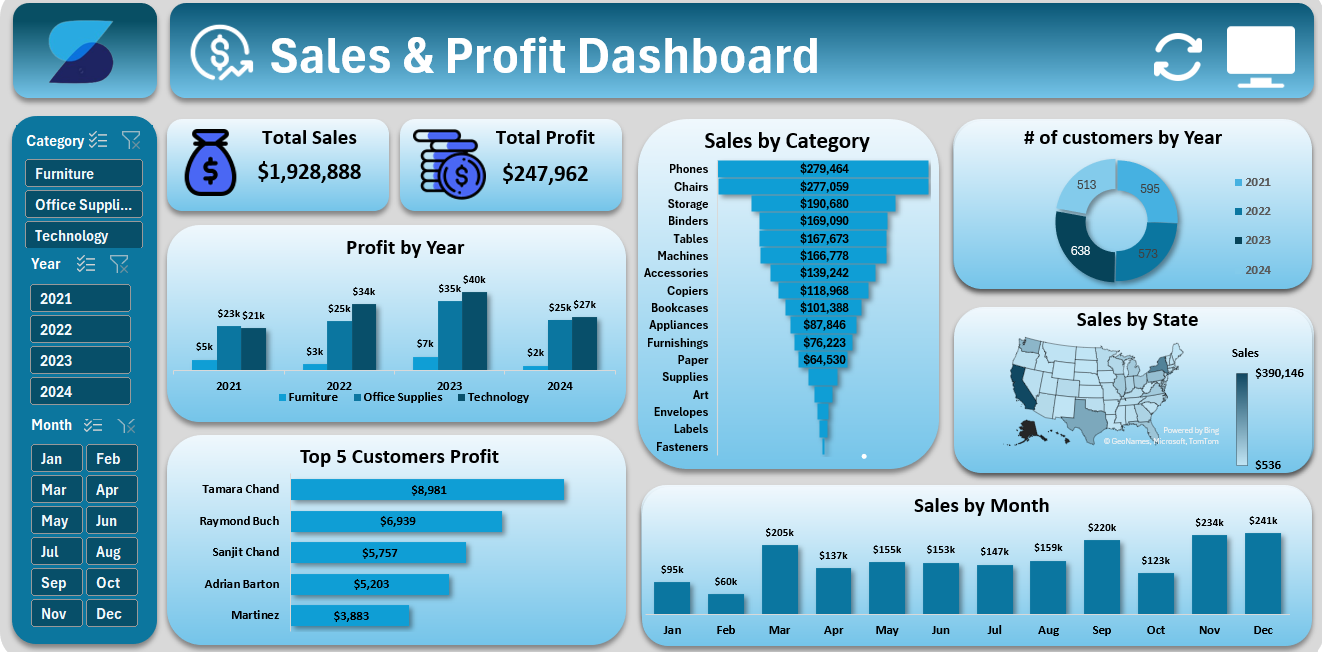 Sales & Profit Dashboard
Category
Furniture
Office Suppli...
Technology
Year
2021
2022
2023
2024
Month
Jan Feb
Mar Apr
May Jun
Jul Aug
Sep Oct
Nov Dec
Total Sales
$1,928,888
Total Profit
$247,962
Profit by Year
$5k $23k $21k
$3k $25k $34k
$7k $35k $40k
$2k $25k $27k
2021 2022 2023 2024
Furniture Office Supplies Technology
Top 5 Customers Profit
Tamara Chand $8,981
Raymond Buch $6,939
Sanjit Chand $5,757
Adrian Barton $5,203
Martinez $3,883
Sales by Category
Phones $279,464
Chairs $277,059
Storage $190,680
Binders $169,090
Tables $167,673
Machines $166,778
Accessories $139,242
Copiers $118,968
Bookcases $101,388
Appliances $87,846
Furnishings $76,223
Paper $64,530
Supplies
Art
Envelopes
Labels
Fasteners
# of customers by Year
513 595
638 573
2021
2022
2023
2024
Sales by State
Sales
$390,146
$536
Powered by Bing
© GeoNames, Microsoft, TomTom
Sales by Month
$95k $60k $205k $137k $155k $153k $147k $159k $220k $123k $234k $241k
Jan Feb Mar Apr May Jun Jul Aug Sep Oct Nov Dec